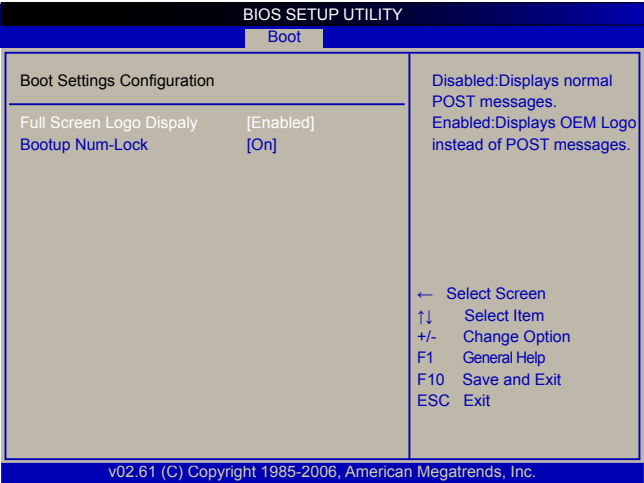 BIOS SETUP UTILITY
Boot
Boot Settings Configuration
Full Screen Logo Dispaly [Enabled]
Bootup Num-Lock [On]
Disabled:Displays normal
POST messages.
Enabled:Displays OEM Logo
instead of POST messages.
← Select Screen
↑↓ Select Item
+/- Change Option
F1 General Help
F10 Save and Exit
ESC Exit
v02.61 (C) Copyright 1985-2006, American Megatrends, Inc.